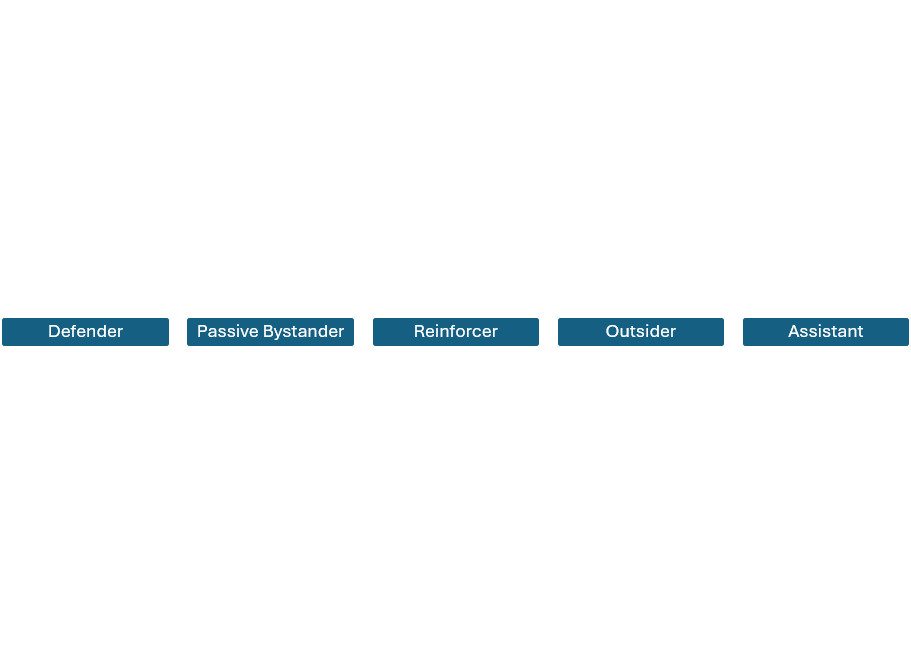 Defender
Passive Bystander
Reinforcer
Outsider
Assistant